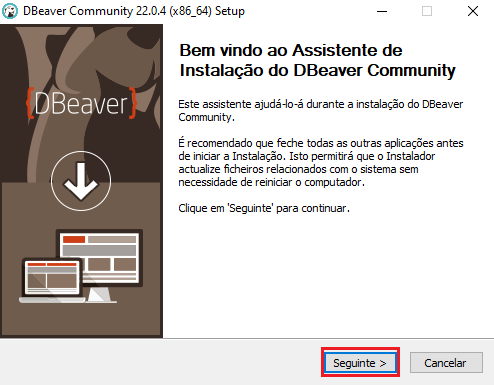 DBeaver Community 22.0.4 (x86_64) Setup
{DBeaver}
Bem vindo ao Assistente de
Instalação do DBeaver Community
Este assistente ajudá-lo-á durante a instalação do DBeaver
Community.
É recomendado que feche todas as outras aplicações antes
de iniciar a Instalação. Isto permitirá que o Instalador
actualize ficheiros relacionados com o sistema sem
necessidade de reiniciar o computador.
Clique em 'Seguinte' para continuar.
Seguinte >
Cancelar